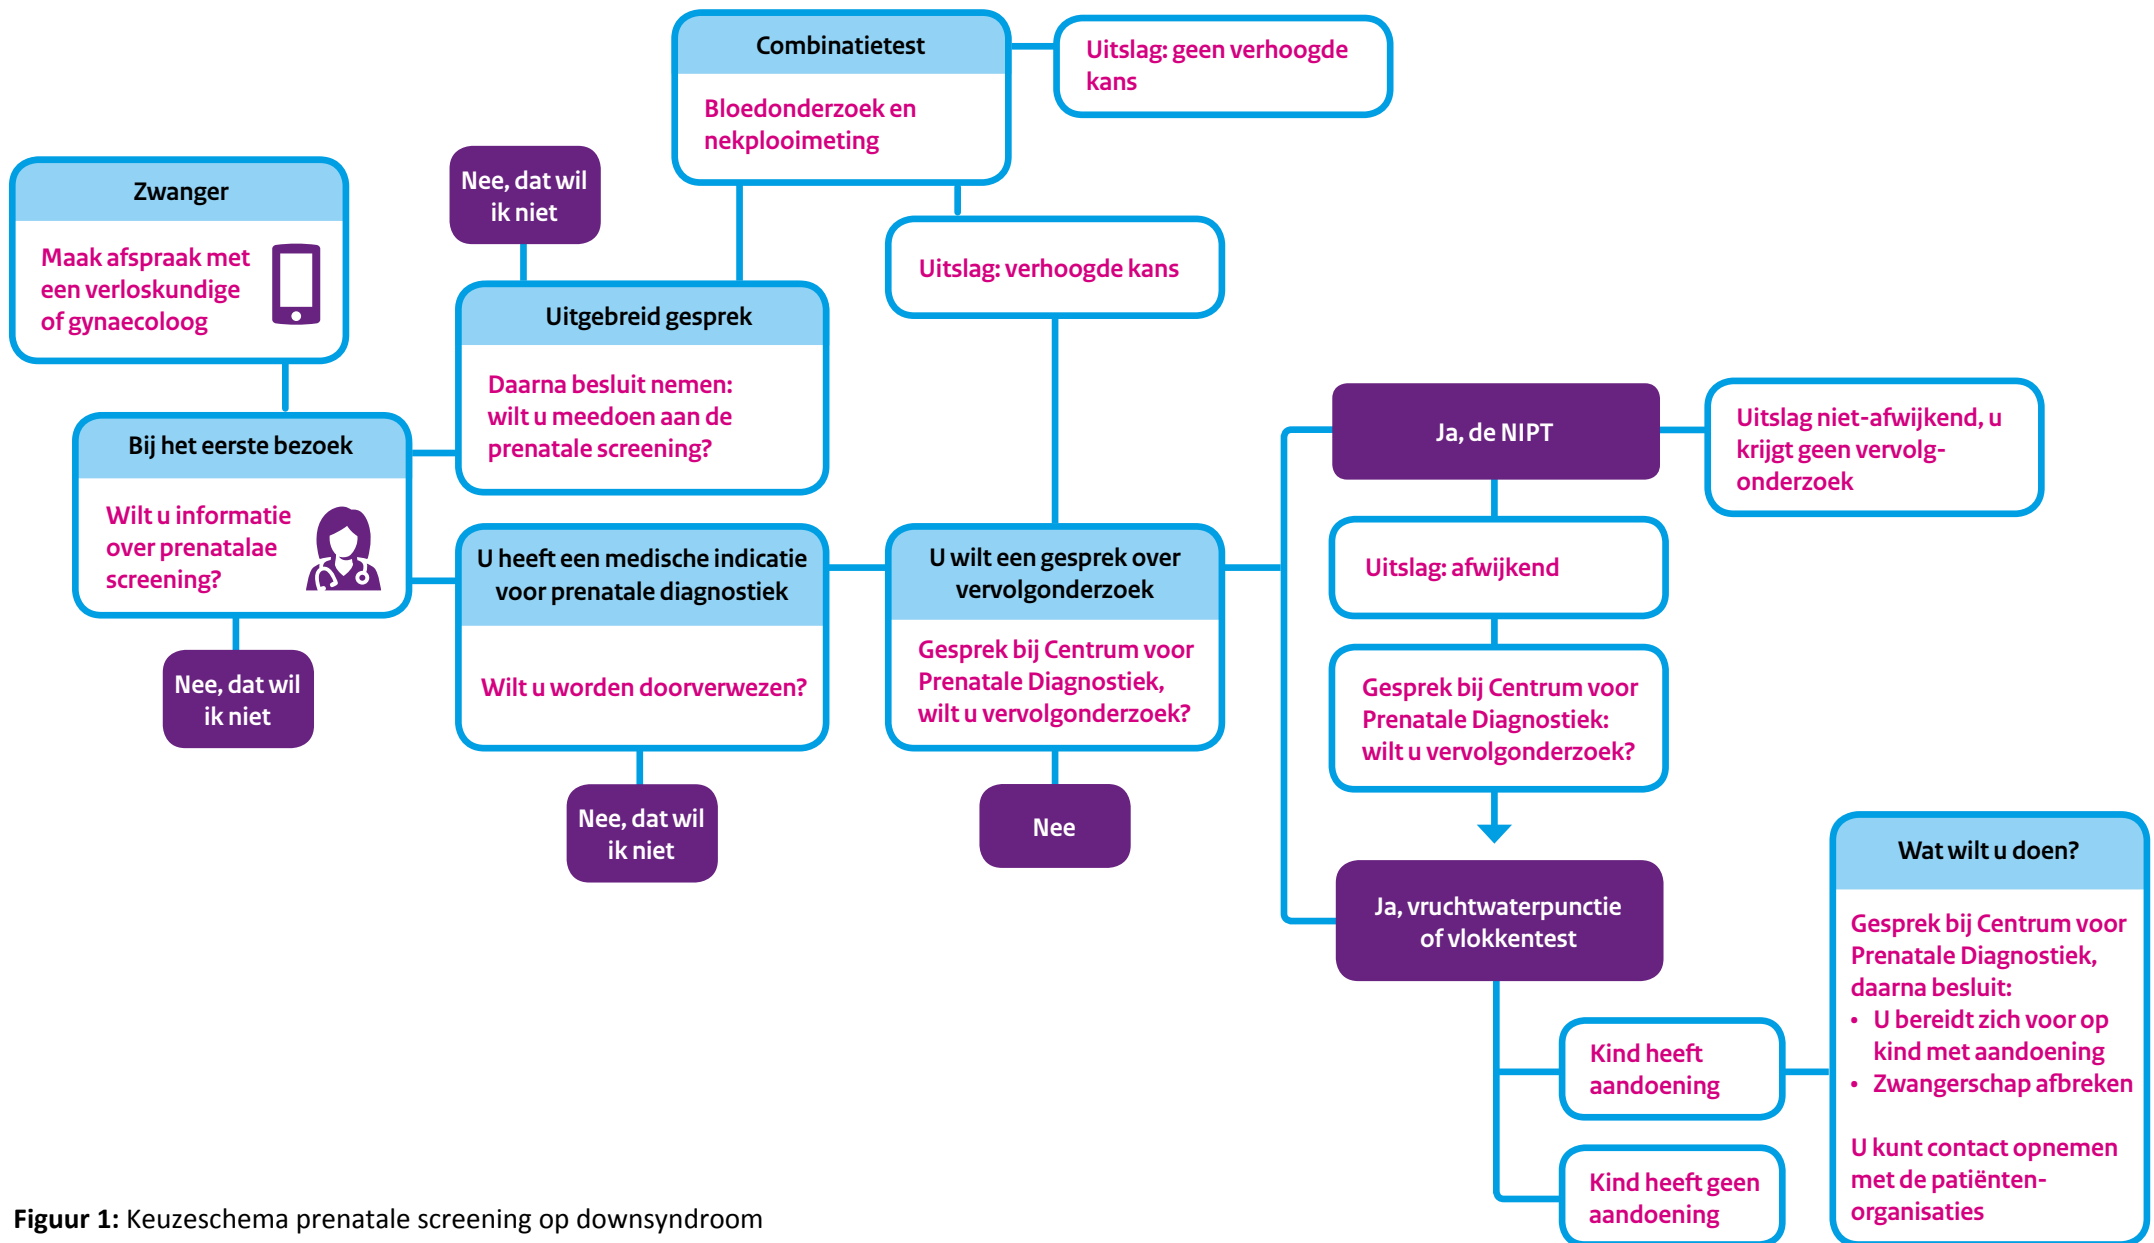 Combinatietest
Bloedonderzoek en
nekplooimeting
Uitslag: geen verhoogde
kans
Zwanger
Maak afspraak met
een verloskundige
of gynaecoloog
Nee, dat wil
ik niet
Uitslag: verhoogde kans
Uitgebreid gesprek
Daarna besluit nemen:
wilt u meedoen aan de
prenatale screening?
Bij het eerste bezoek
Wilt u informatie
over prenatalae
screening?
Nee, dat wil
ik niet
U heeft een medische indicatie
voor prenatale diagnostiek
Wilt u worden doorverwezen?
Nee, dat wil
ik niet
U wilt een gesprek over
vervolgonderzoek
Gesprek bij Centrum voor
Prenatale Diagnostiek,
wilt u vervolgonderzoek?
Nee
Ja, de NIPT
Uitslag niet-afwijkend, u
krijgt geen vervolg-
onderzoek
Uitslag: afwijkend
Gesprek bij Centrum voor
Prenatale Diagnostiek:
wilt u vervolgonderzoek?
Ja, vruchtwaterpunctie
of vlokkentest
Kind heeft
aandoening
Kind heeft geen
aandoening
Wat wilt u doen?
Gesprek bij Centrum voor
Prenatale Diagnostiek,
daarna besluit:
• U bereidt zich voor op
kind met aandoening
• Zwangerschap afbreken
U kunt contact opnemen
met de patiënten-
organisaties
Figuur 1: Keuzeschema prenatale screening op downsyndroom